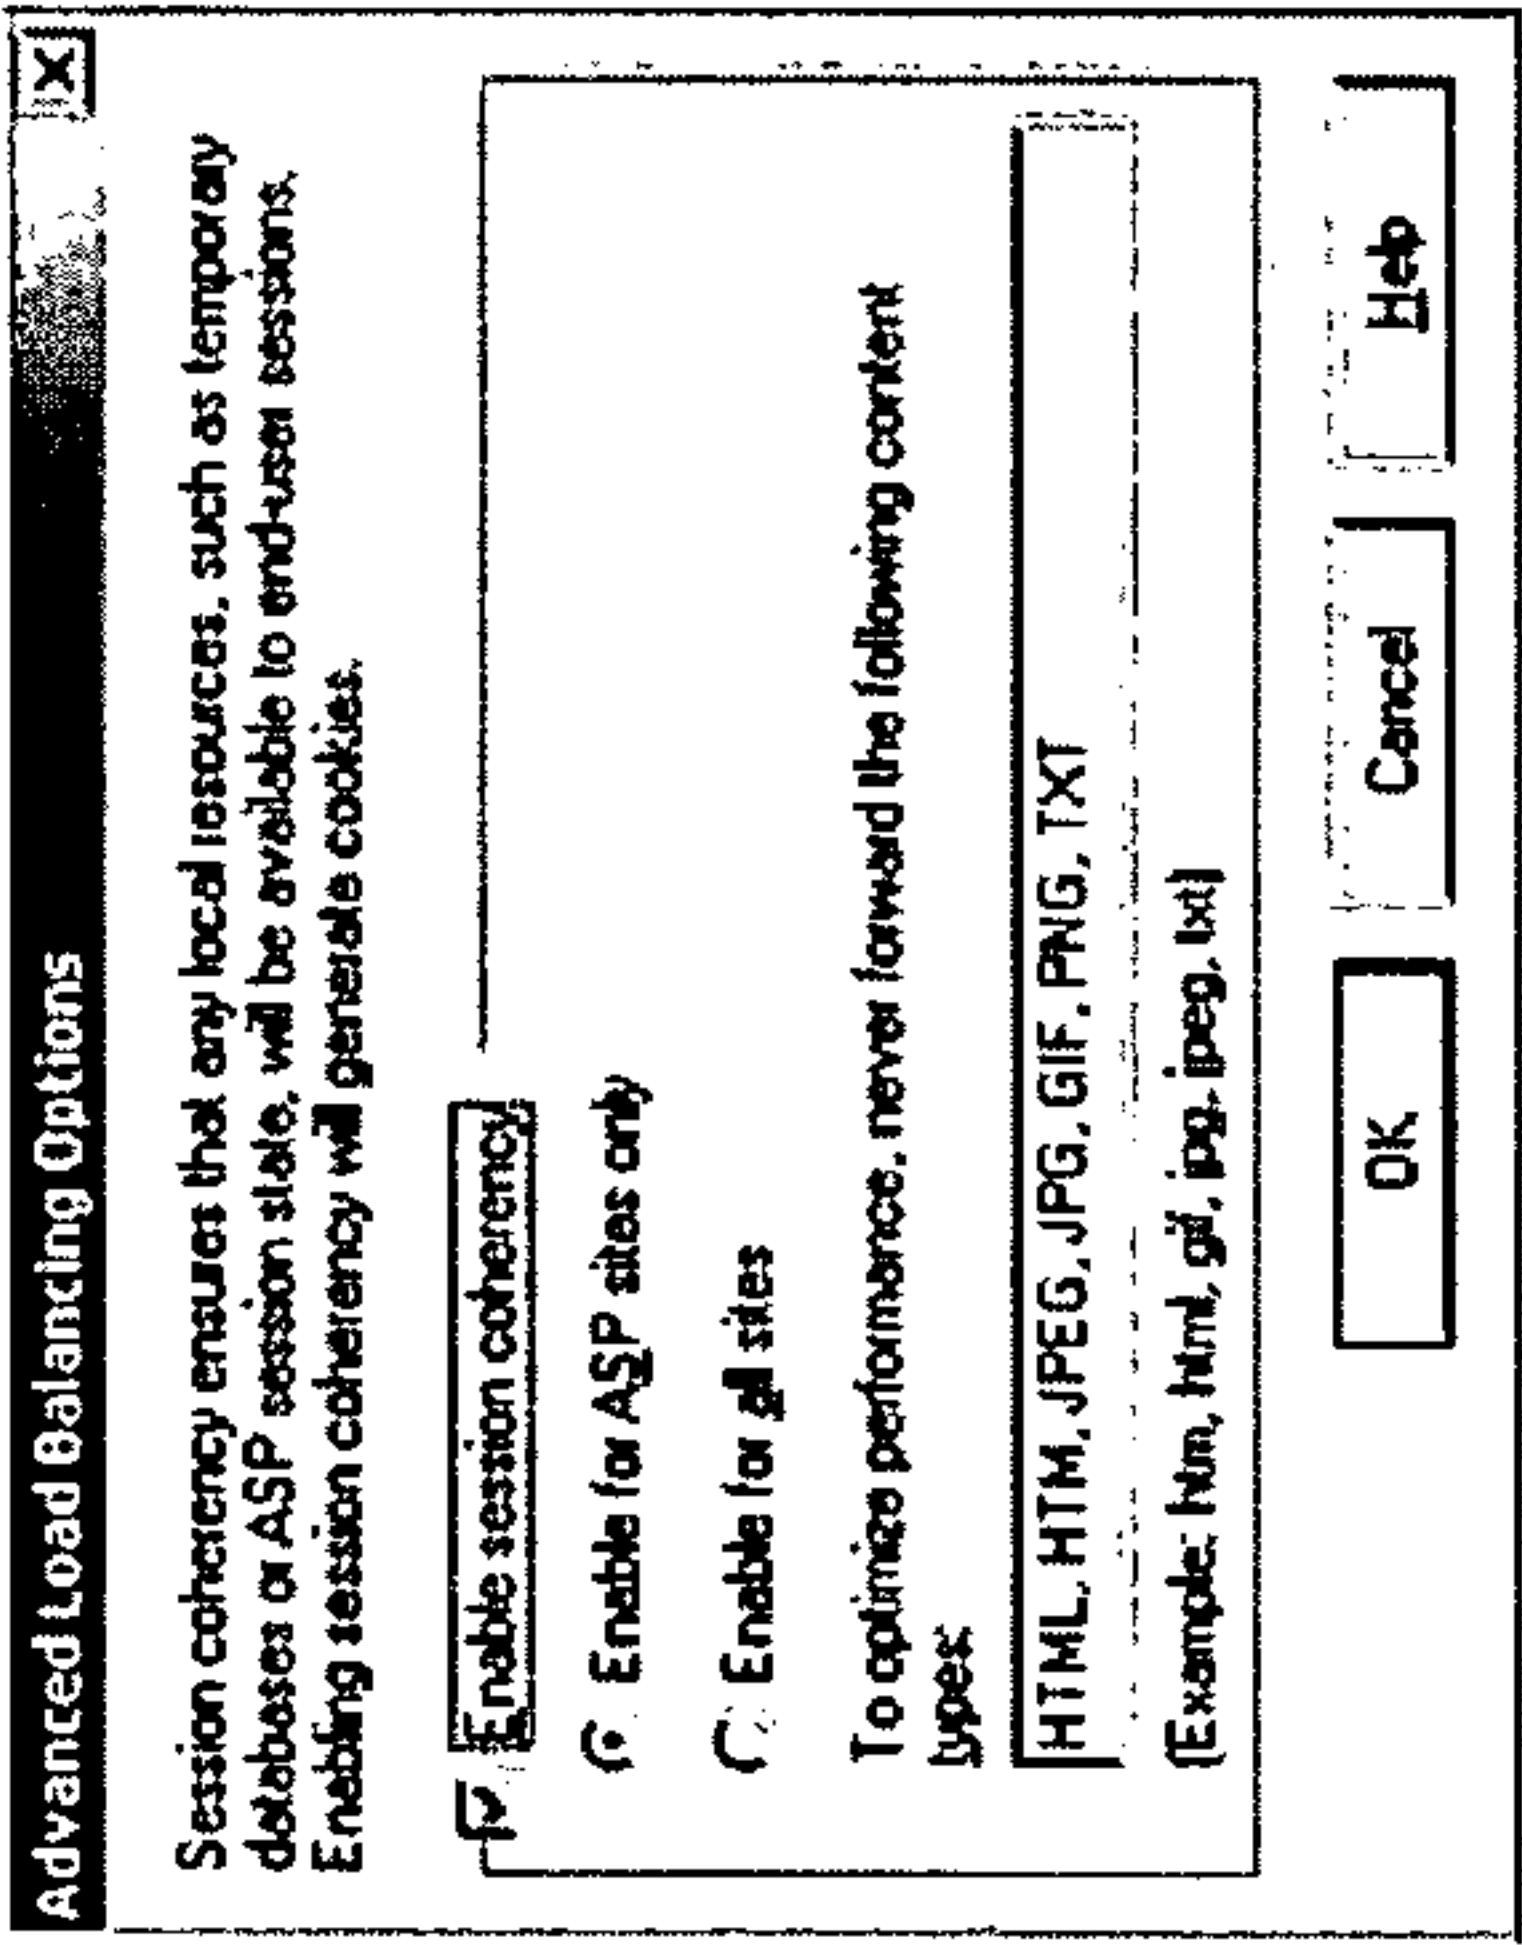 Advanced Load Balancing Options
Session coherency ensures that any local resources, such as temporary
databases or ASP session state, will be available to end-user sessions.
Enabling session coherency will generate cookies.
Enable session coherency
Enable for ASP sites only
Enable for all sites
To optimize performance, never forward the following content
types:
HTML, HTM, JPEG, JPG, GIF, PNG, TXT
(Example: htm, html, gif, jpg, jpeg, txt)
OK
Cancel
Help